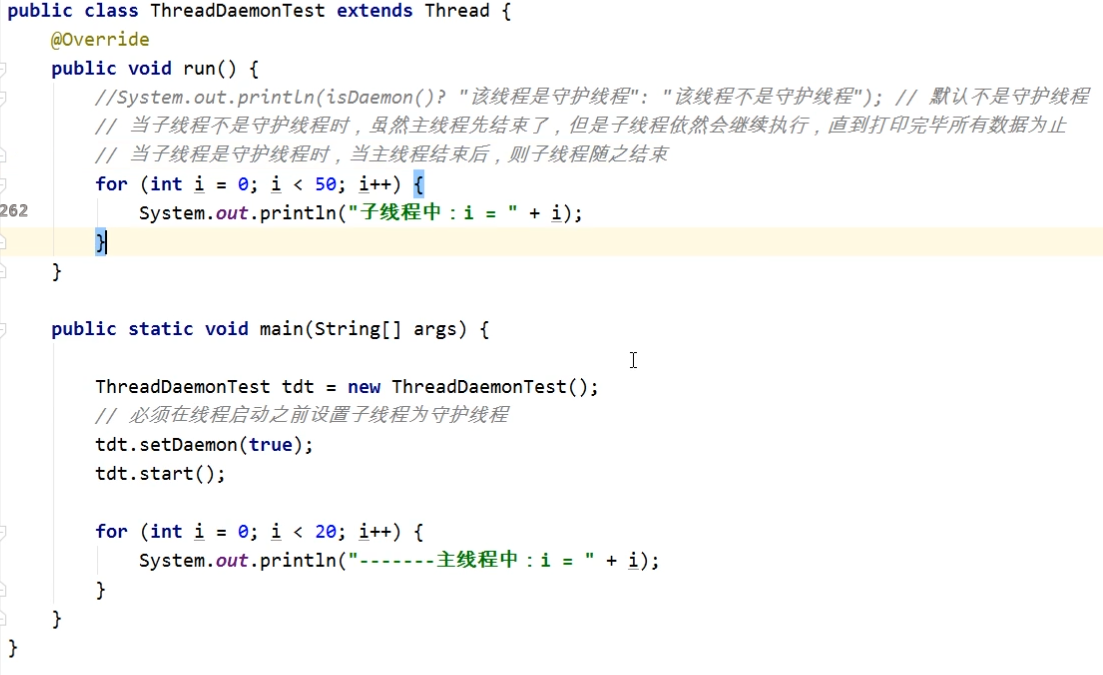 public class ThreadDaemonTest extends Thread {
@Override
public void run() {
//System.out.println(isDaemon()? "该线程是守护线程": "该线程不是守护线程"); // 默认不是守护线程
// 当子线程不是守护线程时，虽然主线程先结束了，但是子线程依然会继续执行，直到打印完毕所有数据为止
// 当子线程是守护线程时，当主线程结束后，则子线程随之结束
for (int i = 0; i < 50; i++) {
262 System.out.println("子线程中：i = " + i);
}
}
public static void main(String[] args) {
ThreadDaemonTest tdt = new ThreadDaemonTest();
// 必须在线程启动之前设置子线程为守护线程
tdt.setDaemon(true);
tdt.start();
for (int i = 0; i < 20; i++) {
System.out.println("-------主线程中：i = " + i);
}
}
}